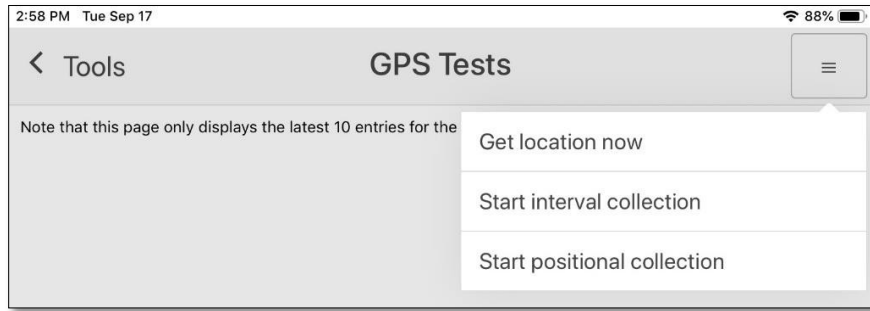 2:58 PM Tue Sep 17 88%
Tools GPS Tests
Note that this page only displays the latest 10 entries for the
Get location now
Start interval collection
Start positional collection